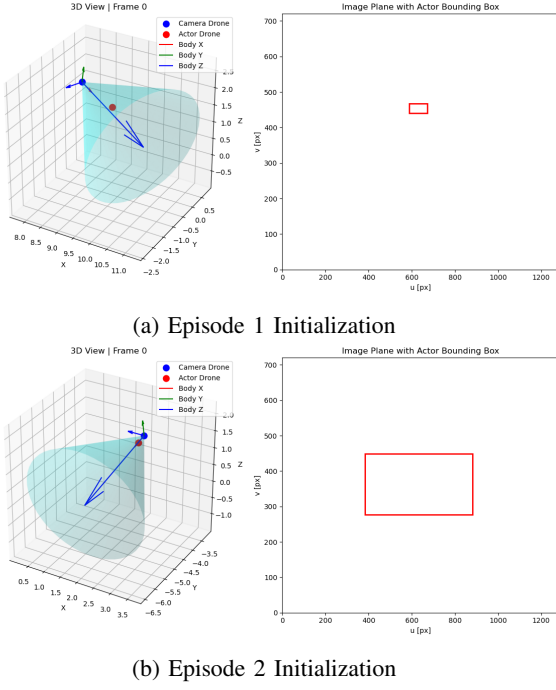 3D View | Frame 0
Camera Drone
Actor Drone
Body X
Body Y
Body Z
2.5
2.0
1.5
1.0
0.5
0.0
−0.5
Z
0.5
0.0
−0.5
−1.0
−1.5
−2.0
−2.5
Y
8.0
8.5
9.0
9.5
10.0
10.5
11.0
X
Image Plane with Actor Bounding Box
700
600
500
400
300
200
100
0
v [px]
0 200 400 600 800 1000 1200
u [px]
(a) Episode 1 Initialization
3D View | Frame 0
Camera Drone
Actor Drone
Body X
Body Y
Body Z
2.0
1.5
1.0
0.5
0.0
−0.5
−1.0
Z
−3.5
−4.0
−4.5
−5.0
−5.5
−6.0
−6.5
Y
0.5
1.0
1.5
2.0
2.5
3.0
3.5
X
Image Plane with Actor Bounding Box
700
600
500
400
300
200
100
0
v [px]
0 200 400 600 800 1000 1200
u [px]
(b) Episode 2 Initialization